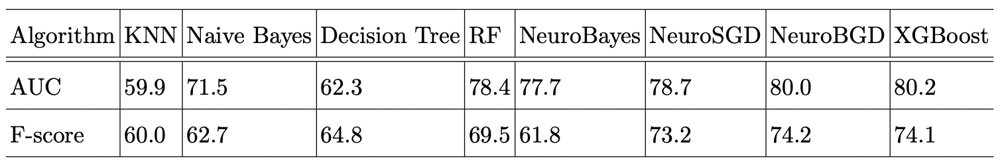 Algorithm KNN Naive Bayes Decision Tree RF NeuroBayes NeuroSGD NeuroBGD XGBoost
AUC 59.9 71.5 62.3 78.4 77.7 78.7 80.0 80.2
F-score 60.0 62.7 64.8 69.5 61.8 73.2 74.2 74.1